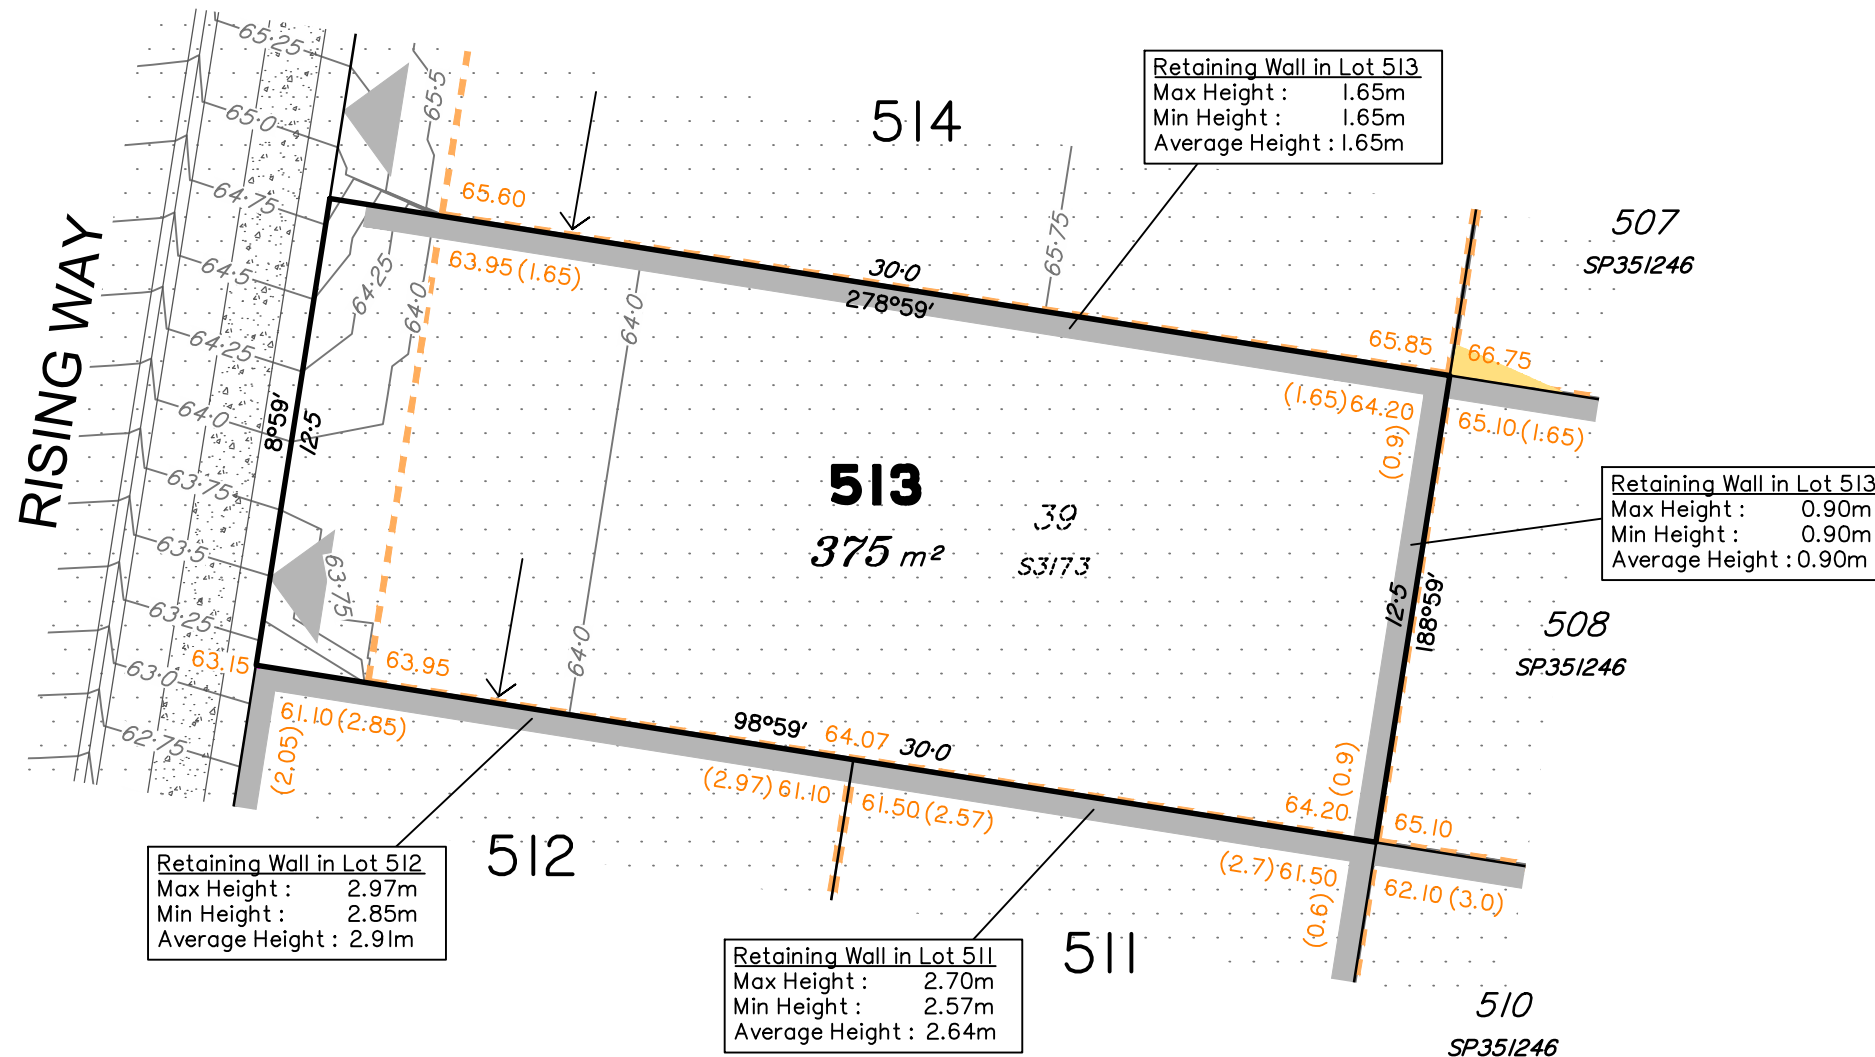 65·25
65·5
514
Retaining Wall in Lot 513
Max Height : 1.65m
Min Height : 1.65m
Average Height : 1.65m
65·0
64·75
65.60
65·75
507
SP351246
RISING WAY
64·5
64·25
64·0
63.95 (1.65)
64·0
30·0
278°59'
65.85
66.75
64·25
(1.65) 64.20
65.10 (1.65)
(0.9)
64·0
8°59'
12·5
513
375 m²
39
S3173
Retaining Wall in Lot 513
Max Height : 0.90m
Min Height : 0.90m
Average Height : 0.90m
63·75
63·5
63·75
12·5
188°59'
508
SP351246
63·25
64·0
63.15
63.95
63·0
61.10 (2.85)
(2.05)
62·75
98°59'
64.07
30·0
(2.97) 61.10
61.50 (2.57)
(0.9)
64.20
65.10
512
(2.7) 61.50
62.10 (3.0)
(0.6)
Retaining Wall in Lot 512
Max Height : 2.97m
Min Height : 2.85m
Average Height : 2.91m
Retaining Wall in Lot 511
Max Height : 2.70m
Min Height : 2.57m
Average Height : 2.64m
511
510
SP351246